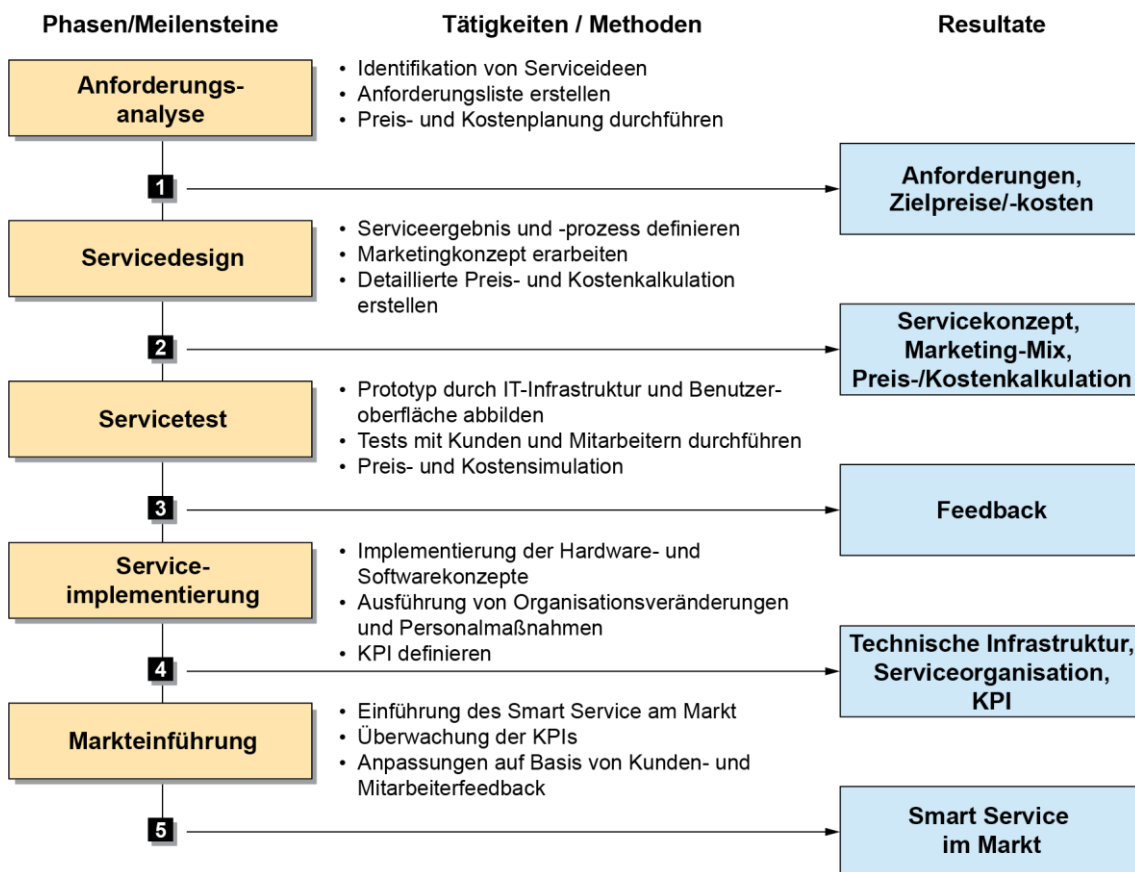 Phasen/Meilensteine
Tätigkeiten / Methoden
Resultate
Anforderungs-
analyse
• Identifikation von Serviceideen
• Anforderungsliste erstellen
• Preis- und Kostenplanung durchführen
1
Anforderungen,
Zielpreise/-kosten
Servicedesign
• Serviceergebnis und -prozess definieren
• Marketingkonzept erarbeiten
• Detaillierte Preis- und Kostenkalkulation
erstellen
2
Servicekonzept,
Marketing-Mix,
Preis-/Kostenkalkulation
Servicetest
• Prototyp durch IT-Infrastruktur und Benutzer-
oberfläche abbilden
• Tests mit Kunden und Mitarbeitern durchführen
• Preis- und Kostensimulation
3
Feedback
Service-
implementierung
• Implementierung der Hardware- und
Softwarekonzepte
• Ausführung von Organisationsveränderungen
und Personalmaßnahmen
• KPI definieren
4
Technische Infrastruktur,
Serviceorganisation,
KPI
Markteinführung
• Einführung des Smart Service am Markt
• Überwachung der KPIs
• Anpassungen auf Basis von Kunden- und
Mitarbeiterfeedback
5
Smart Service
im Markt